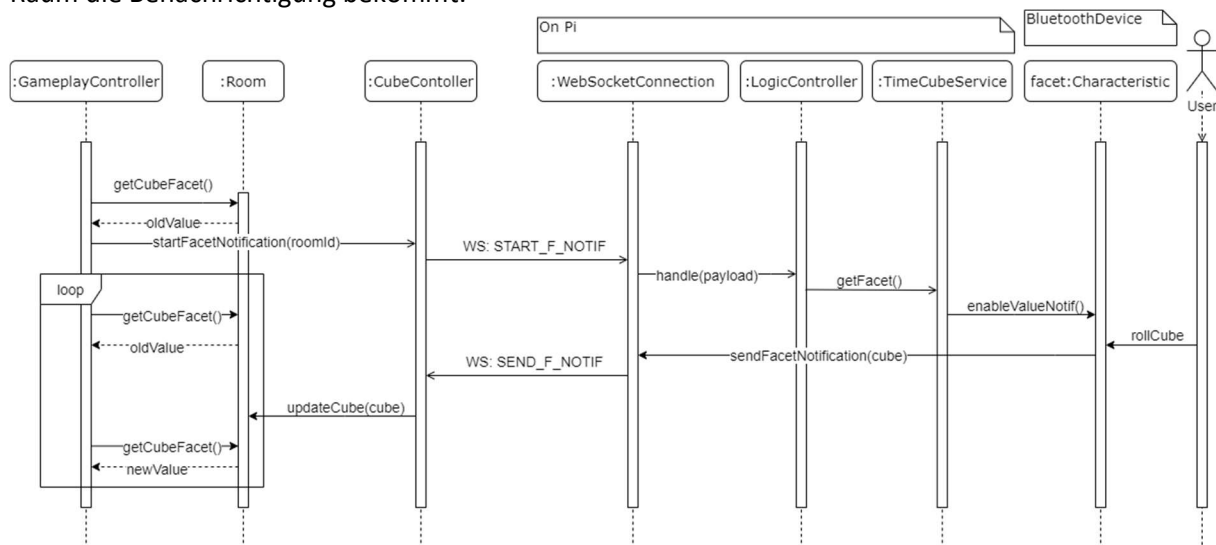 Raum die Benachrichtigung bekommt.
On Pi
BluetoothDevice
:GameplayController
:Room
:CubeContoller
:WebSocketConnection
:LogicController
:TimeCubeService
facet:Characteristic
User
getCubeFacet()
oldValue
startFacetNotification(roomId)
WS: START_F_NOTIF
handle(payload)
getFacet()
loop
getCubeFacet()
enableValueNotif()
oldValue
rollCube
sendFacetNotification(cube)
WS: SEND_F_NOTIF
updateCube(cube)
getCubeFacet()
newValue